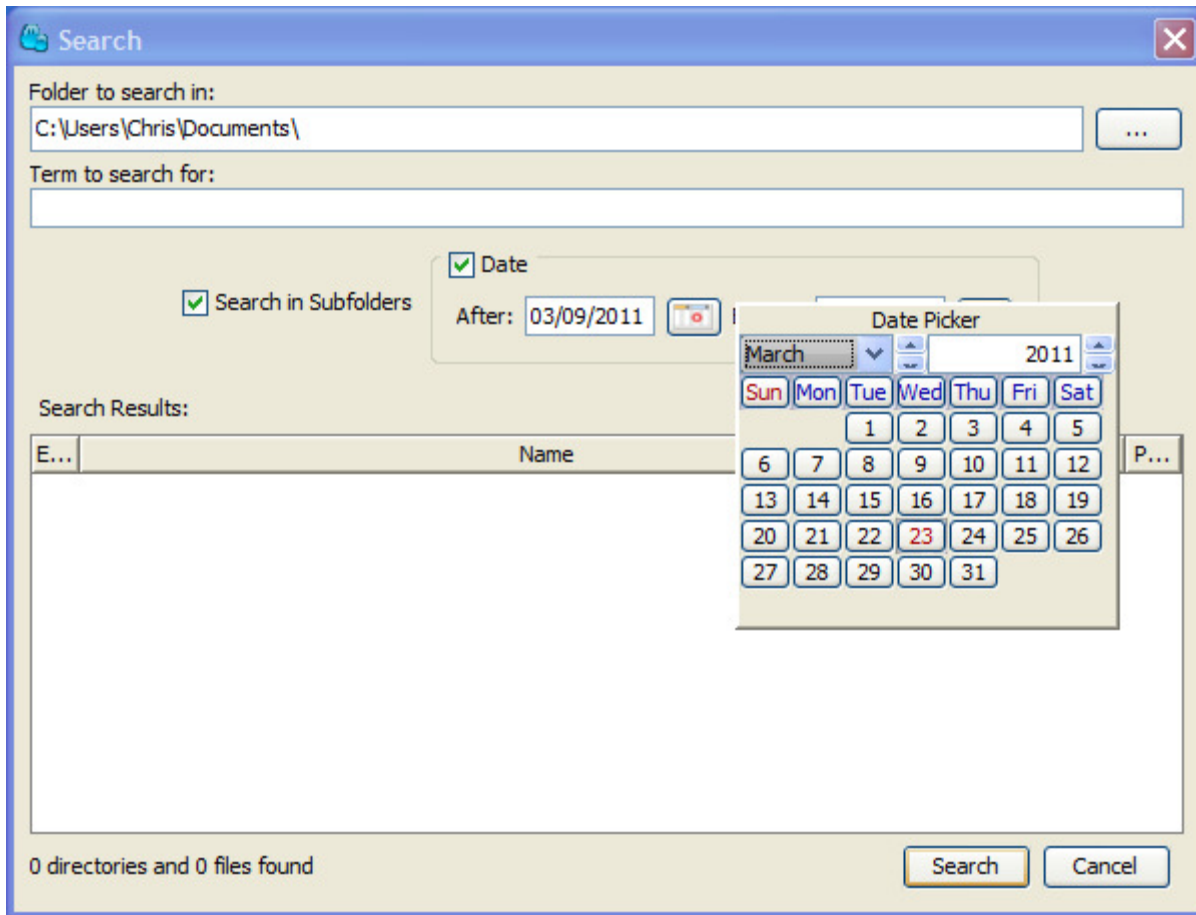 Search
Folder to search in:
C:\Users\Chris\Documents\
...
Term to search for:
Search in Subfolders
Date
After: 03/09/2011
Date Picker
March 2011
Sun Mon Tue Wed Thu Fri Sat
1 2 3 4 5
6 7 8 9 10 11 12
13 14 15 16 17 18 19
20 21 22 23 24 25 26
27 28 29 30 31
Search Results:
E... Name P...
0 directories and 0 files found
Search Cancel